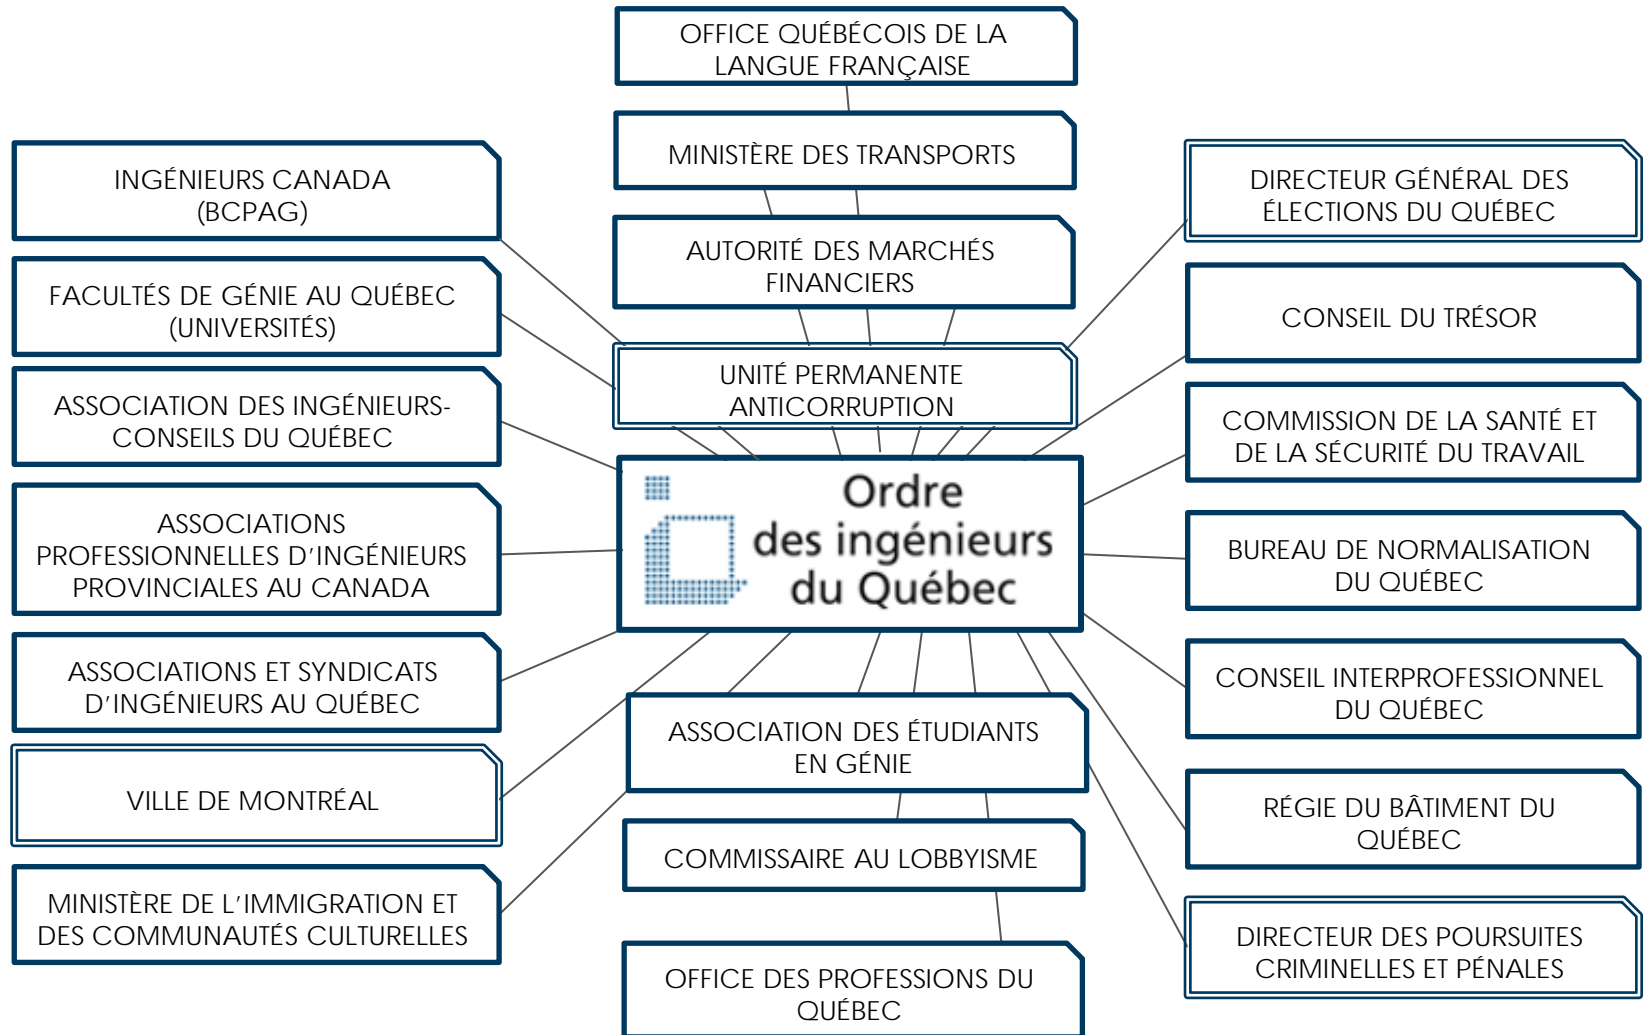 OFFICE QUÉBÉCOIS DE LA
LANGUE FRANÇAISE
MINISTÈRE DES TRANSPORTS
AUTORITÉ DES MARCHÉS
FINANCIERS
UNITÉ PERMANENTE
ANTICORRUPTION
INGÉNIEURS CANADA
(BCPAG)
FACULTÉS DE GÉNIE AU QUÉBEC
(UNIVERSITÉS)
ASSOCIATION DES INGÉNIEURS-
CONSEILS DU QUÉBEC
ASSOCIATIONS
PROFESSIONNELLES D'INGÉNIEURS
PROVINCIALES AU CANADA
ASSOCIATIONS ET SYNDICATS
D'INGÉNIEURS AU QUÉBEC
VILLE DE MONTRÉAL
MINISTÈRE DE L'IMMIGRATION ET
DES COMMUNAUTÉS CULTURELLES
Ordre
des ingénieurs
du Québec
ASSOCIATION DES ÉTUDIANTS
EN GÉNIE
COMMISSAIRE AU LOBBYISME
OFFICE DES PROFESSIONS DU
QUÉBEC
DIRECTEUR GÉNÉRAL DES
ÉLECTIONS DU QUÉBEC
CONSEIL DU TRÉSOR
COMMISSION DE LA SANTÉ ET
DE LA SÉCURITÉ DU TRAVAIL
BUREAU DE NORMALISATION
DU QUÉBEC
CONSEIL INTERPROFESSIONNEL
DU QUÉBEC
RÉGIE DU BÂTIMENT DU
QUÉBEC
DIRECTEUR DES POURSUITES
CRIMINELLES ET PÉNALES